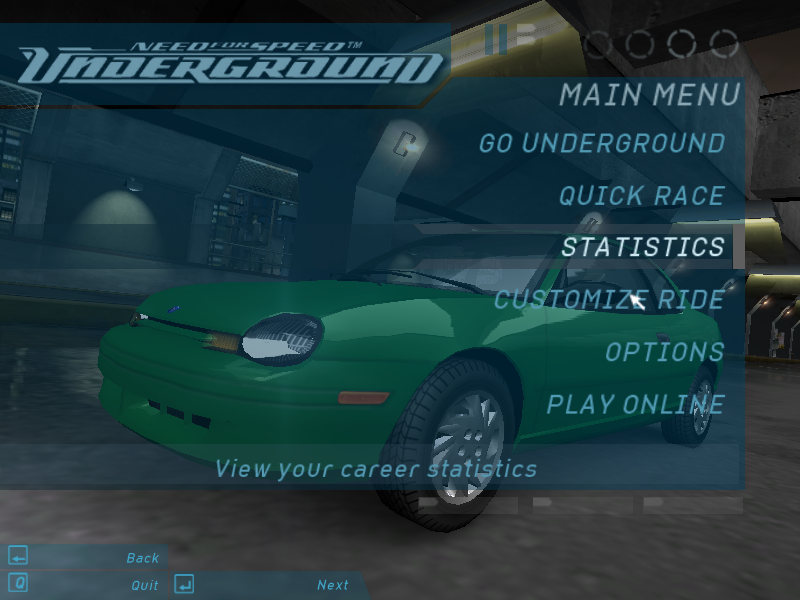 NEED FOR SPEED™
UNDERGROUND
MAIN MENU
GO UNDERGROUND
QUICK RACE
STATISTICS
CUSTOMIZE RIDE
OPTIONS
PLAY ONLINE
View your career statistics
Back
Q Quit
Next